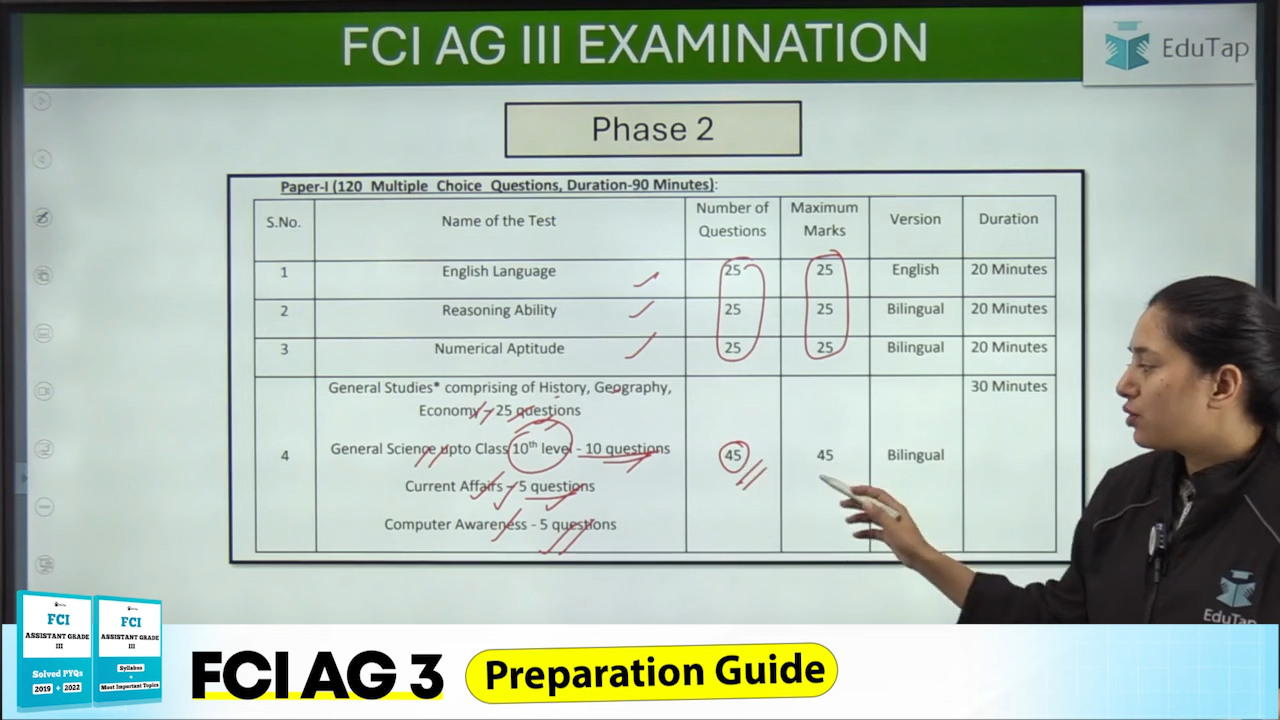 FCI AG III EXAMINATION
EduTap
Phase 2
Paper-I (120 Multiple Choice Questions, Duration-90 Minutes):
S.No.
Name of the Test
Number of
Questions
Maximum
Marks
Version
Duration
1
English Language
25
25
English
20 Minutes
2
Reasoning Ability
25
25
Bilingual
20 Minutes
3
Numerical Aptitude
25
25
Bilingual
20 Minutes
4
General Studies* comprising of History, Geography,
Economy - 25 questions
General Science upto Class 10th level - 10 questions
Current Affairs - 5 questions
Computer Awareness - 5 questions
45
45
Bilingual
30 Minutes
EduTap
FCI
ASSISTANT GRADE
III
Solved PYQs
2019 + 2022
FCI
ASSISTANT GRADE
III
Syllabus
+
Most Important Topics
FCI AG 3
Preparation Guide